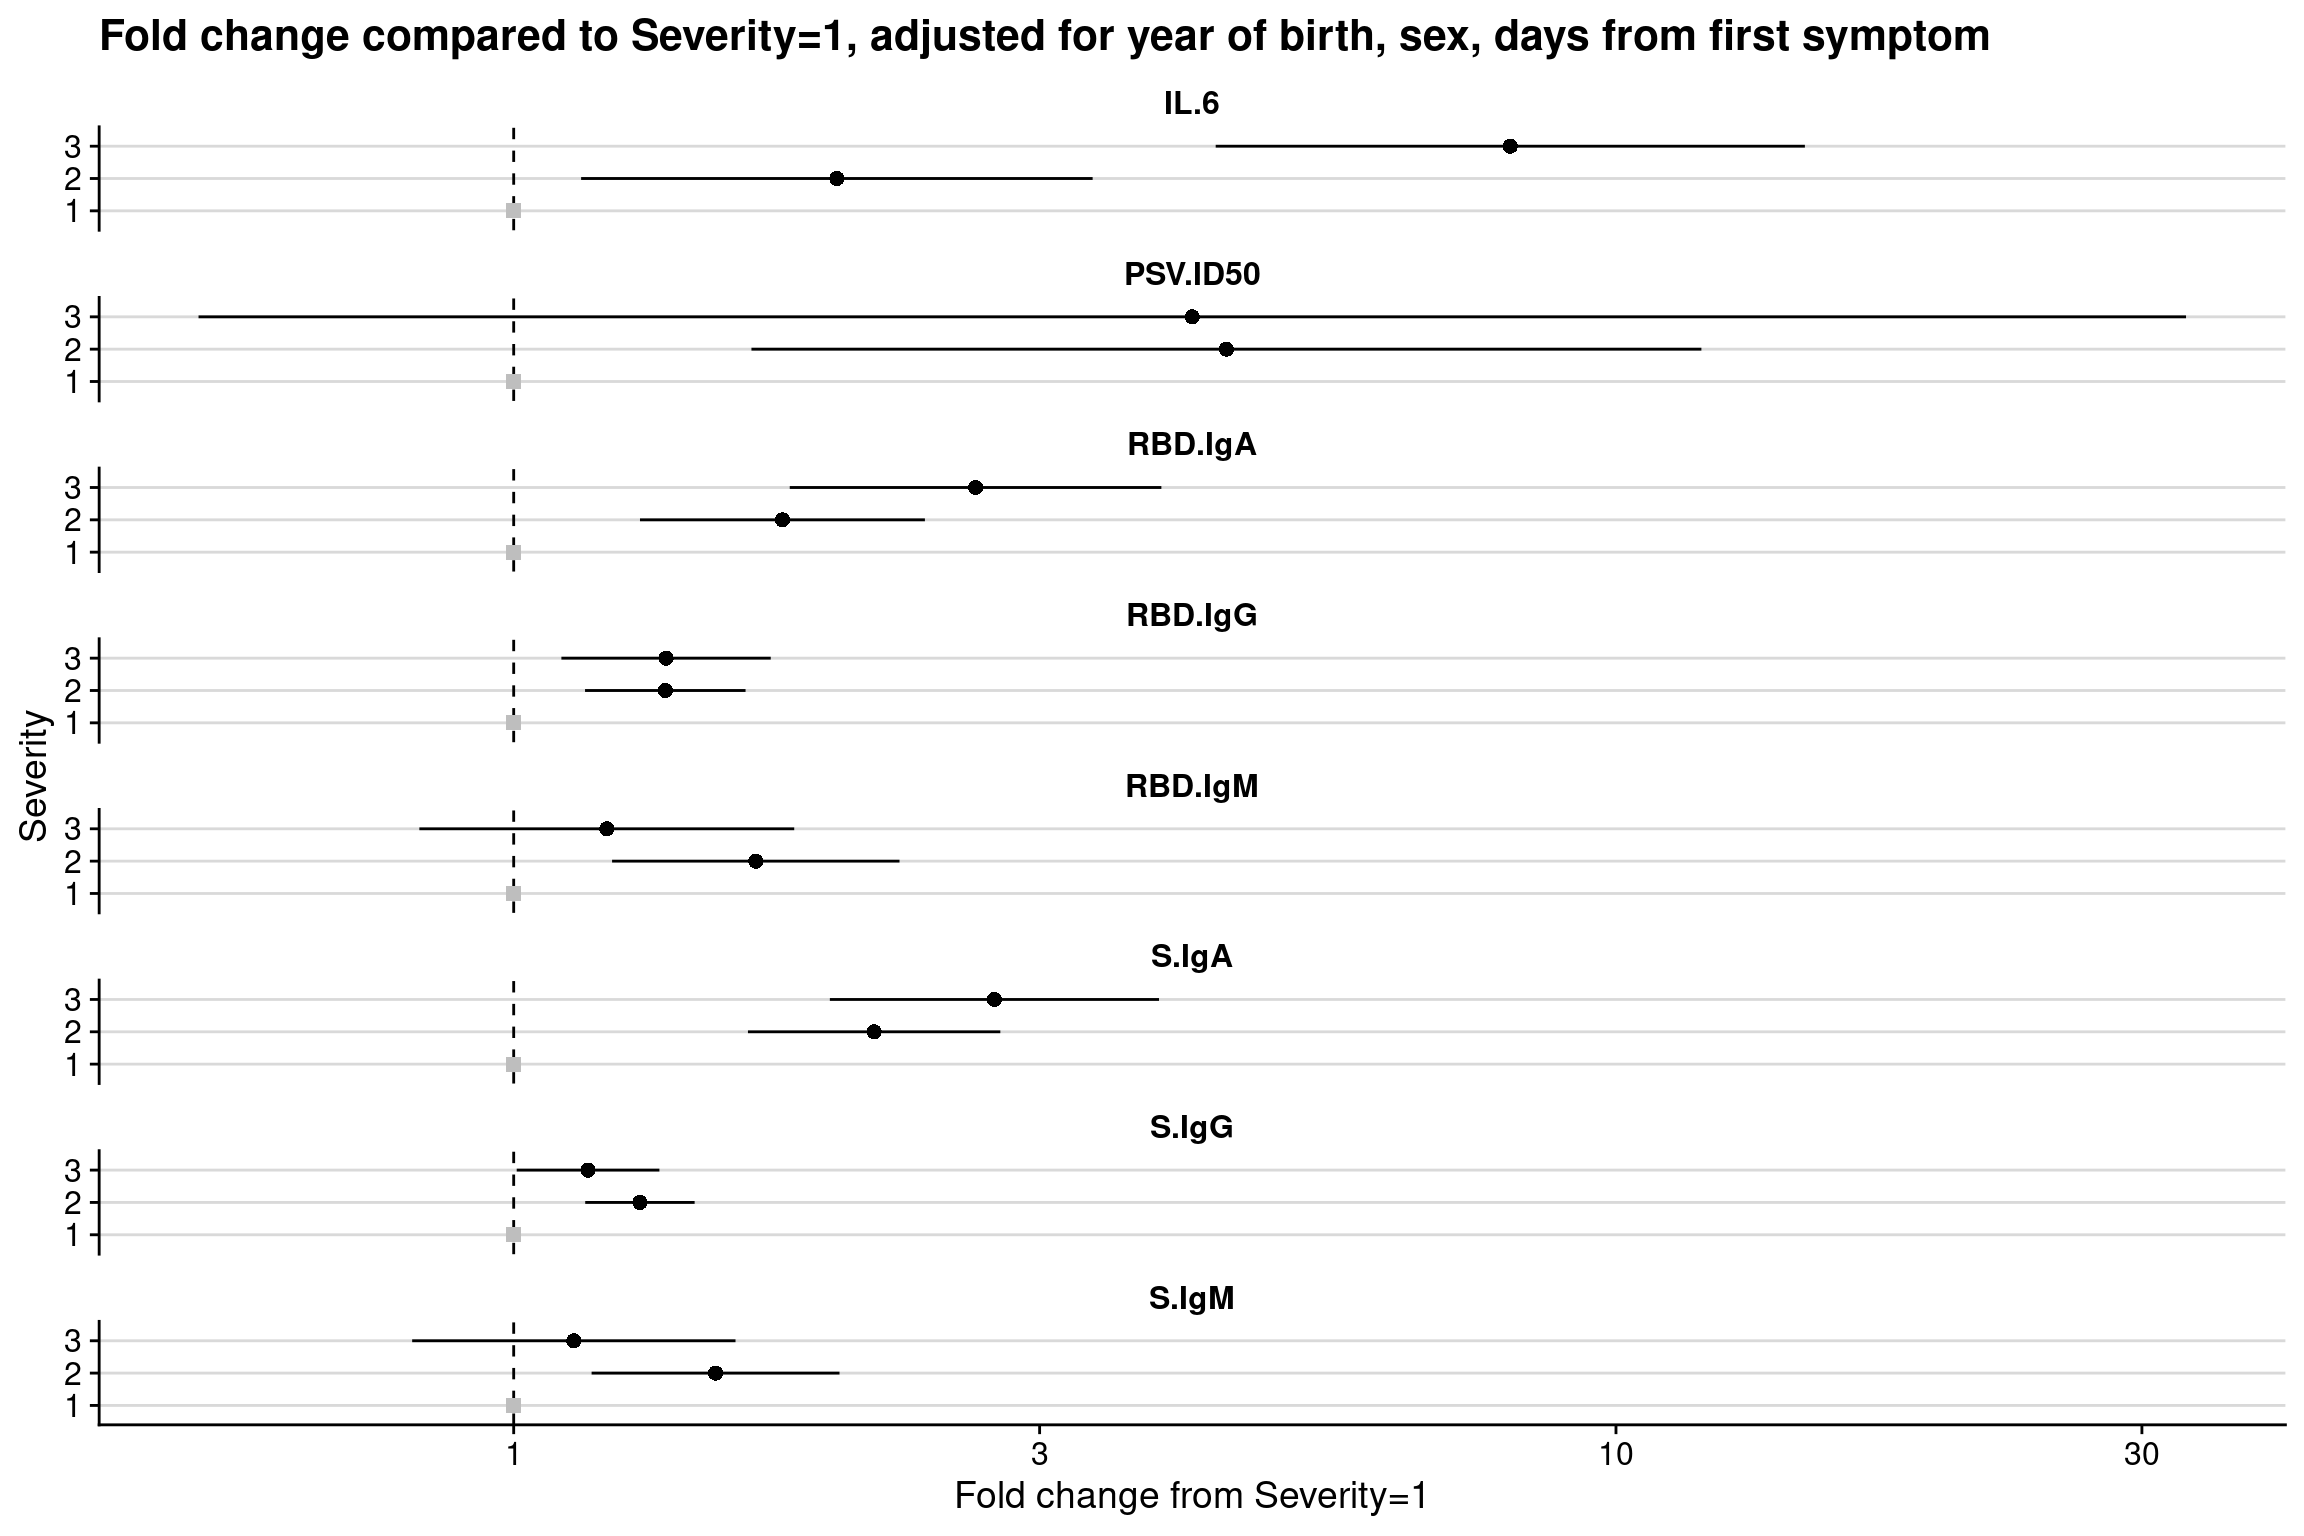 Fold change compared to Severity=1, adjusted for year of birth, sex, days from first symptom
IL.6
3
2
1
PSV.ID50
3
2
1
RBD.IgA
3
2
1
RBD.IgG
3
2
1
Severity
RBD.IgM
3
2
1
S.IgA
3
2
1
S.IgG
3
2
1
S.IgM
3
2
1
1 3 10 30
Fold change from Severity=1